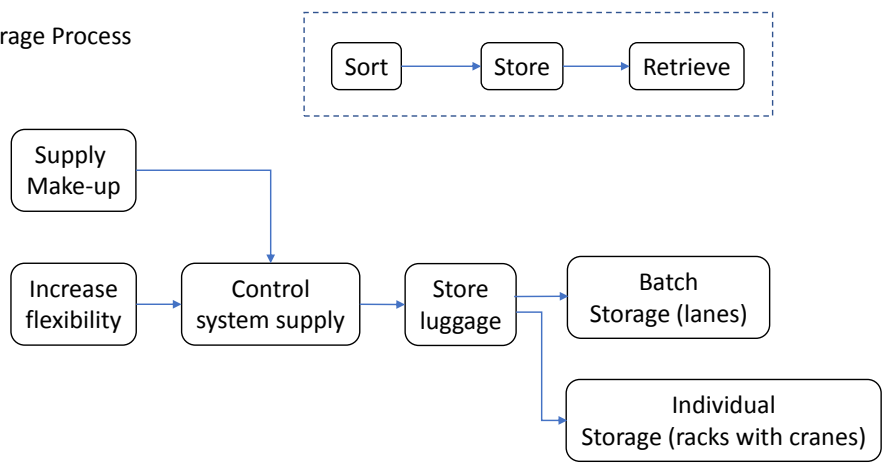 rage Process
Sort
Store
Retrieve
Supply
Make-up
Increase
flexibility
Control
system supply
Store
luggage
Batch
Storage (lanes)
Individual
Storage (racks with cranes)